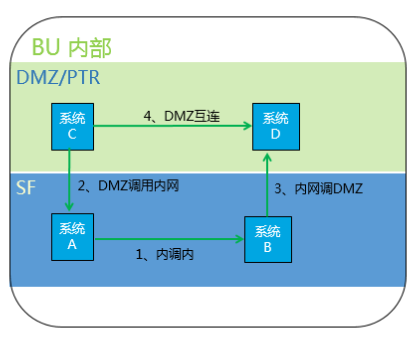 BU 内部
DMZ/PTR
系统
C
4、DMZ互连
系统
D
SF
2、DMZ调用内网
3、内网调DMZ
系统
A
系统
B
1、内调内